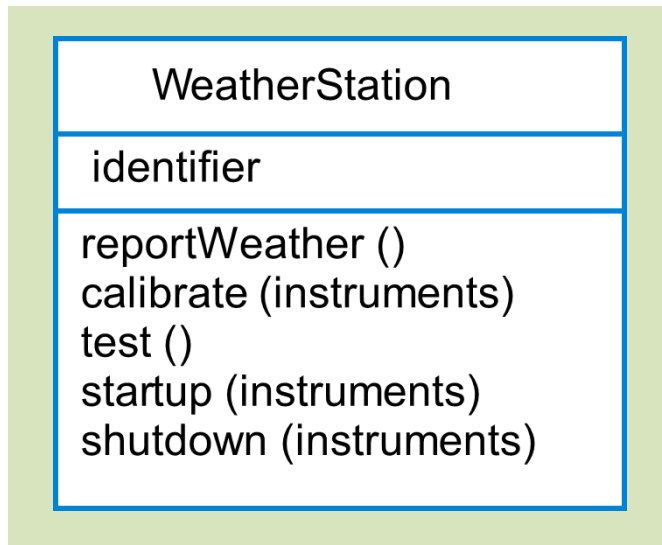 WeatherStation
identifier
reportWeather ()
calibrate (instruments)
test ()
startup (instruments)
shutdown (instruments)